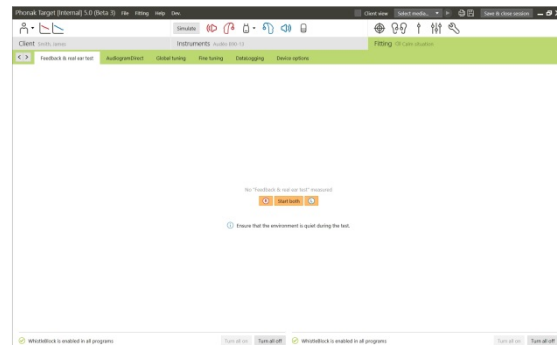 Phonak Target [Internal] 5.0 (Beta 3) File Fitting Help Dev. Client view Select media... Save & close session
Simulate
Client Smith, James Instruments Audéo B90-13 Fitting Calm situation
Feedback & real ear test AudiogramDirect Global tuning Fine tuning Datalogging Device options
No "Feedback & real ear test" measured
Start both
Ensure that the environment is quiet during the test.
WhistleBlock is enabled in all programs Turn all on Turn all off WhistleBlock is enabled in all programs Turn all on Turn all off